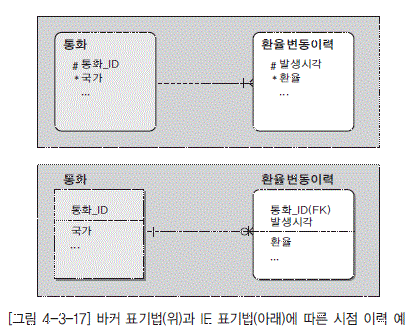 통화
# 통화_ID
* 국가
...
환율변동이력
# 발생시각
* 환율
...
통화
통화_ID
국가
...
환율변동이력
통화_ID(FK)
발생시각
환율
...
[그림 4-3-17] 바커 표기법(위)과 IE 표기법(아래)에 따른 시점 이력 예